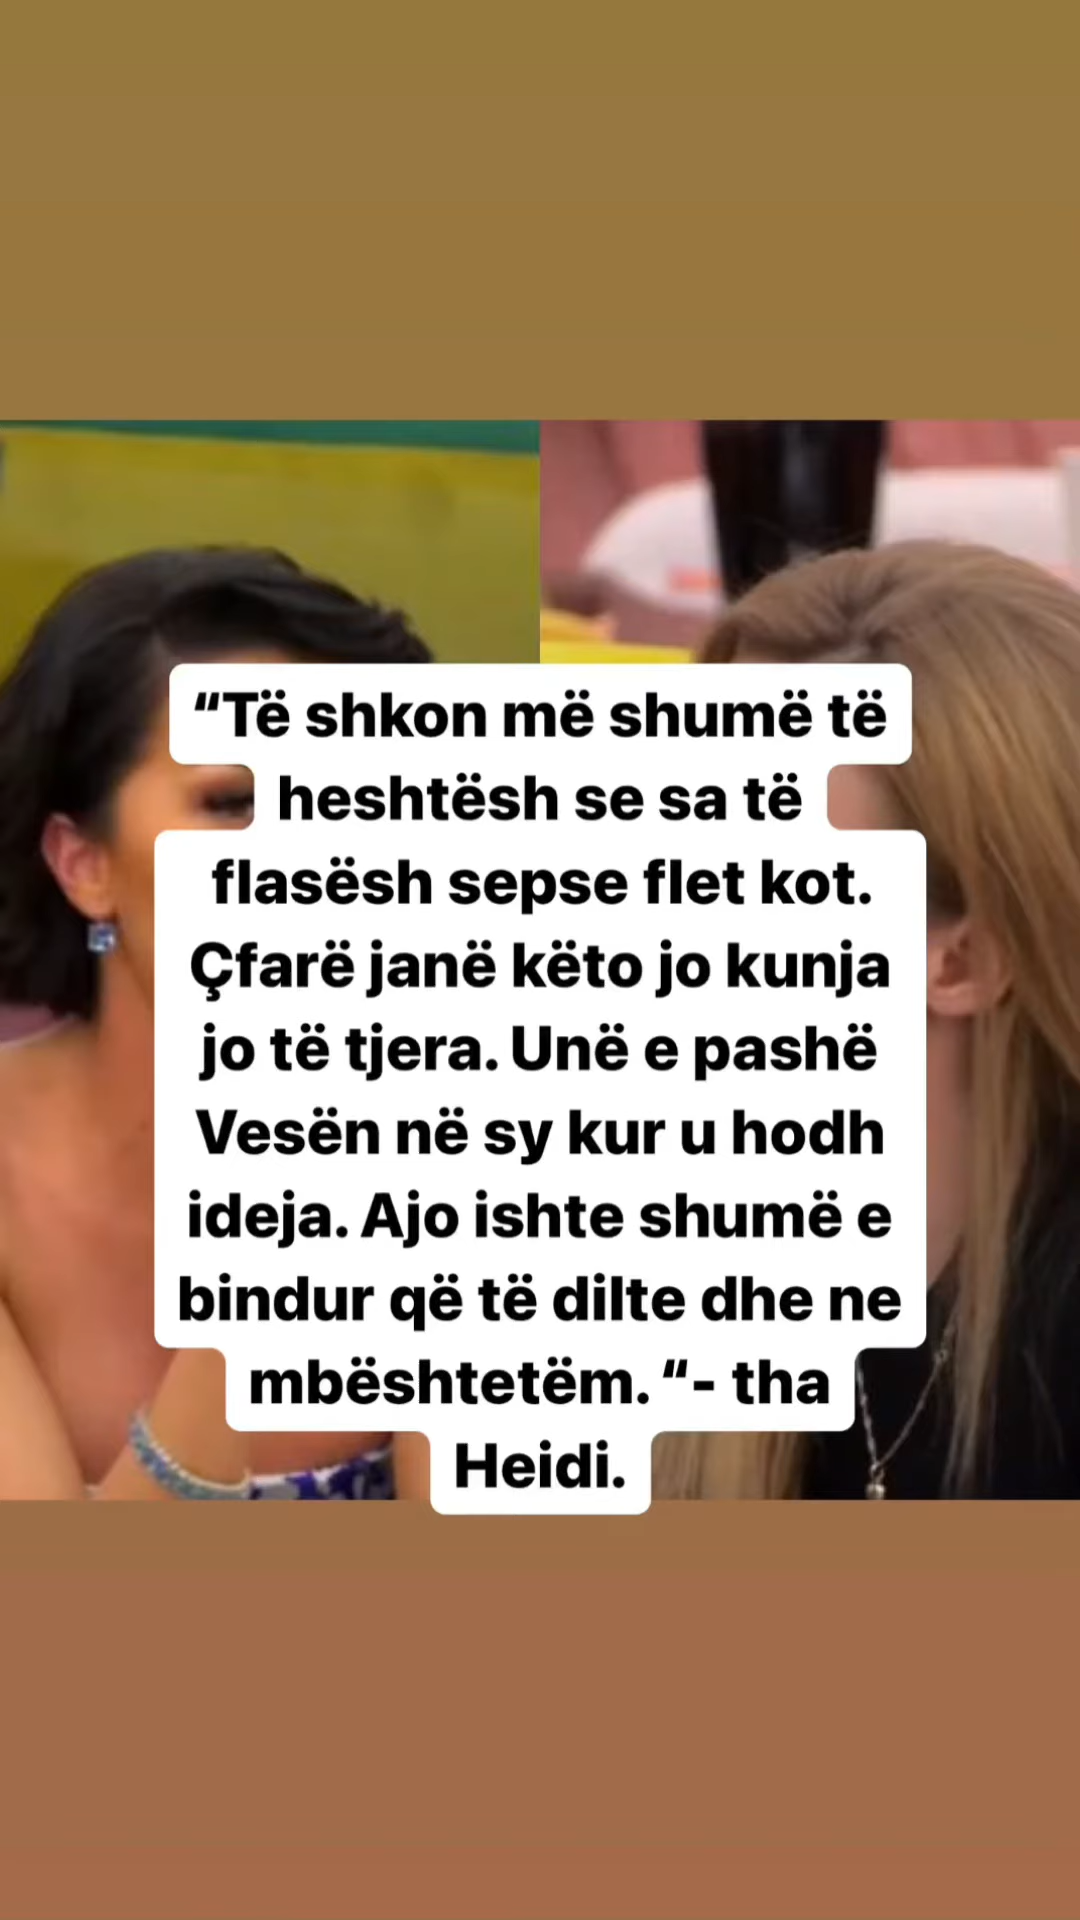 “Të shkon më shumë të
heshtësh se sa të
flasësh sepse flet kot.
Çfarë janë këto jo kunja
jo të tjera. Unë e pashë
Vesën në sy kur u hodh
ideja. Ajo ishte shumë e
bindur që të dilte dhe ne
mbështetëm. “- tha
Heidi.